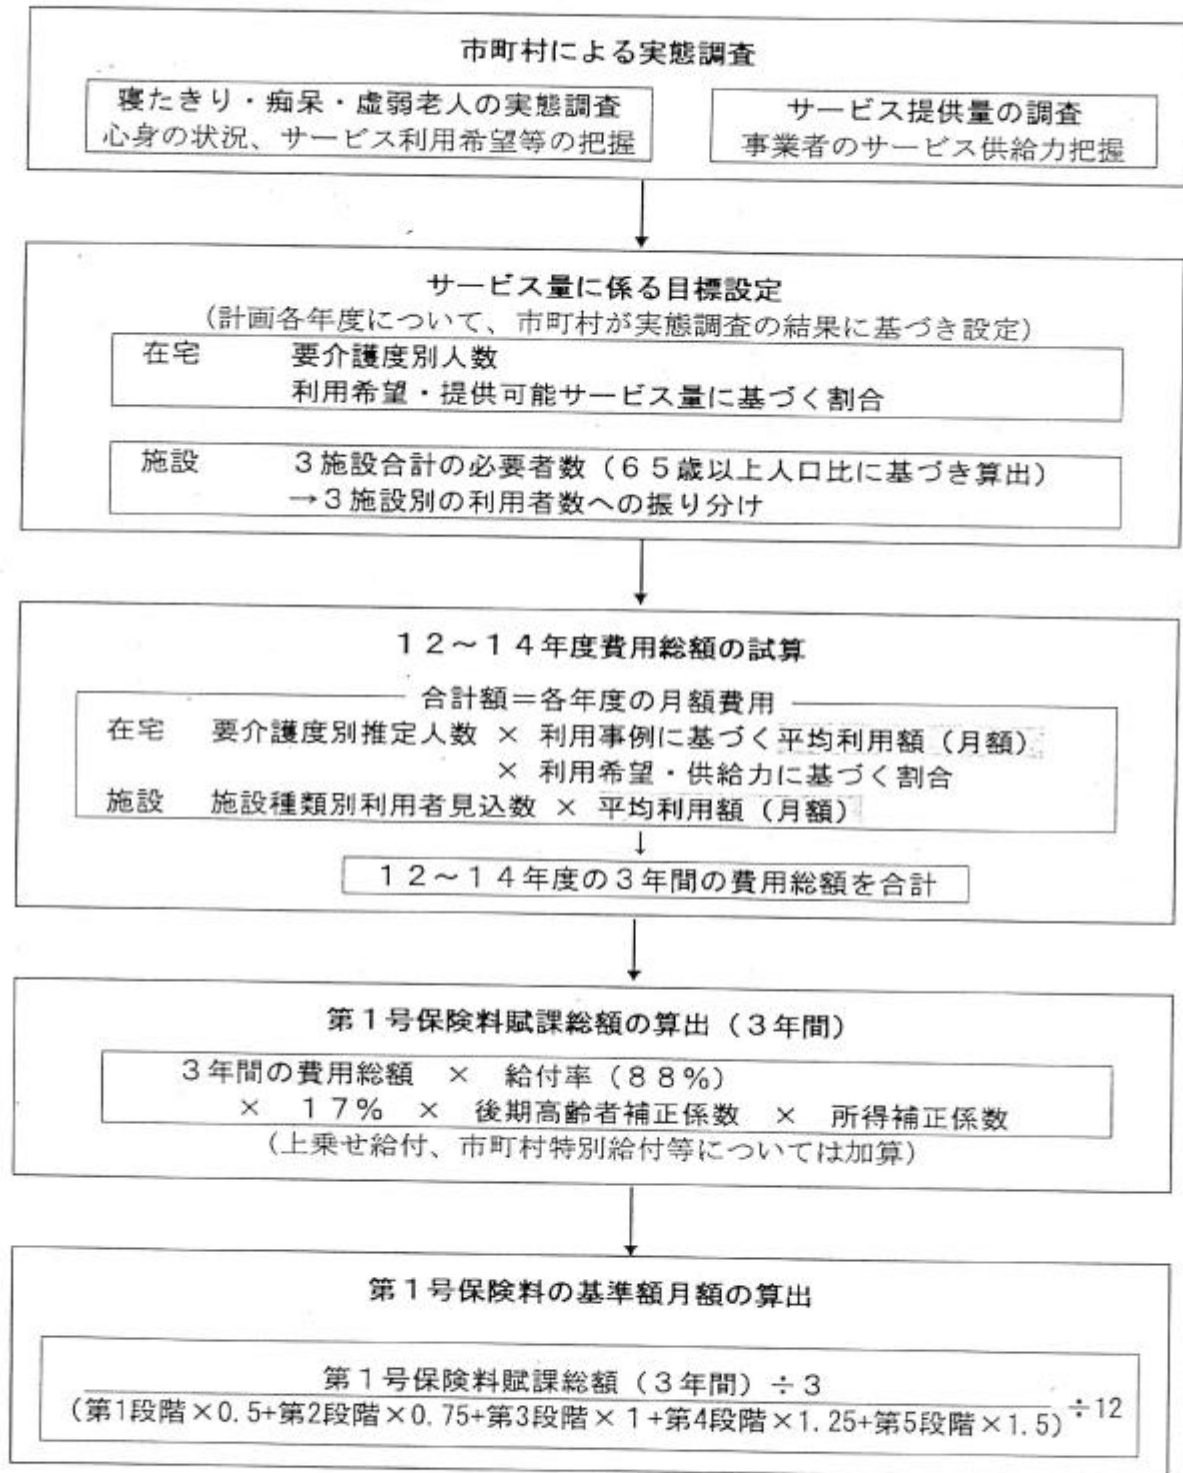 市町村による実態調査
寝たきり・痴呆・虚弱老人の実態調査
心身の状況、サービス利用希望等の把握
サービス提供量の調査
事業者のサービス供給力把握
サービス量に係る目標設定
(計画各年度について、市町村が実態調査の結果に基づき設定)
在宅 要介護度別人数
利用希望・提供可能サービス量に基づく割合
施設 3施設合計の必要者数(65歳以上人口比に基づき算出)
→3施設別の利用者数への振り分け
12~14年度費用総額の試算
合計額=各年度の月額費用
在宅 要介護度別推定人数 × 利用事例に基づく平均利用額(月額)
× 利用希望・供給力に基づく割合
施設 施設種類別利用者見込数 × 平均利用額(月額)
↓
12~14年度の3年間の費用総額を合計
第1号保険料賦課総額の算出(3年間)
3年間の費用総額 × 給付率(88%)
× 17% × 後期高齢者補正係数 × 所得補正係数
(上乗せ給付、市町村特別給付等については加算)
第1号保険料の基準額月額の算出
第1号保険料賦課総額(3年間)÷3
(第1段階×0.5+第2段階×0.75+第3段階×1+第4段階×1.25+第5段階×1.5) ÷12